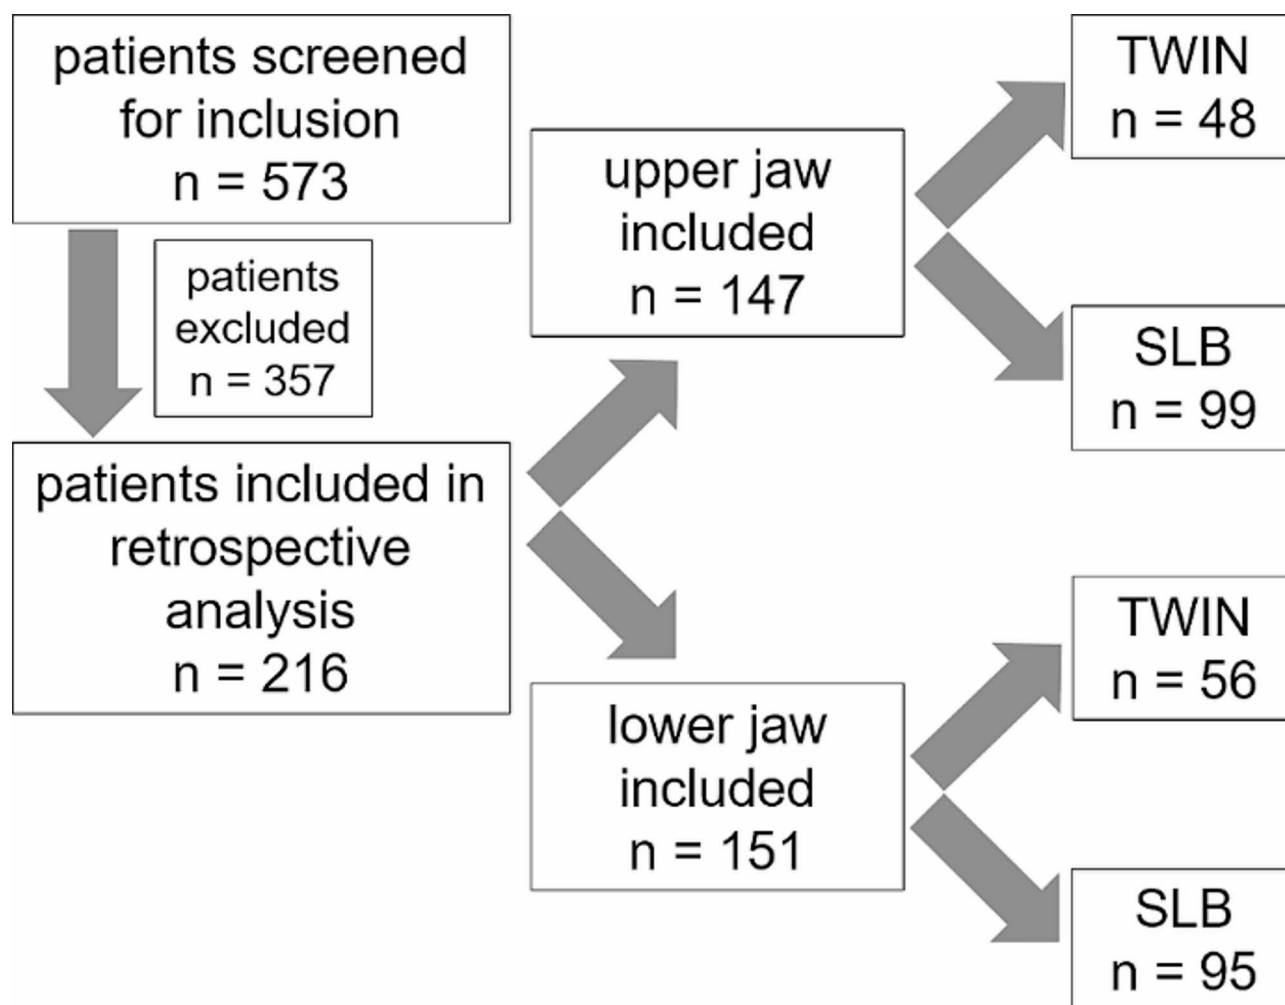 patients screened
for inclusion
n = 573
patients
excluded
n = 357
patients included in
retrospective
analysis
n = 216
upper jaw
included
n = 147
TWIN
n = 48
SLB
n = 99
lower jaw
included
n = 151
TWIN
n = 56
SLB
n = 95